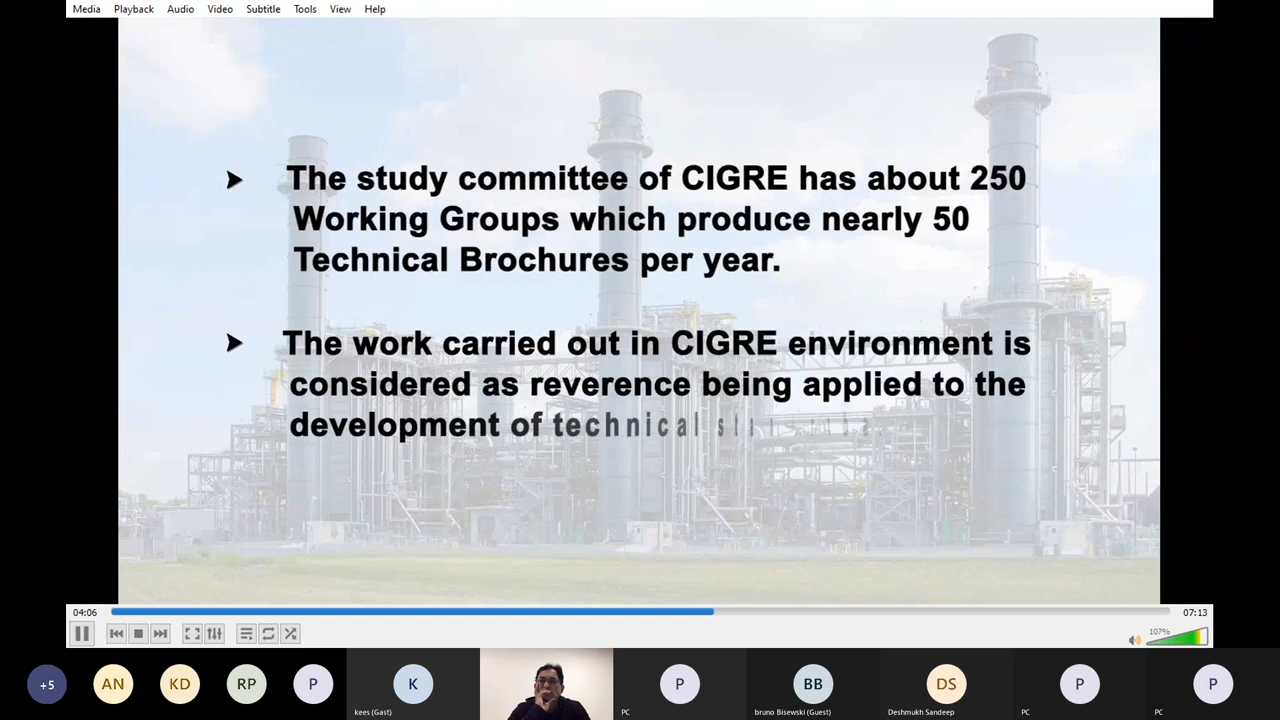 Media Playback Audio Video Subtitle Tools View Help
The study committee of CIGRE has about 250
Working Groups which produce nearly 50
Technical Brochures per year.
The work carried out in CIGRE environment is
considered as reverence being applied to the
development of technical
04:06
07:13
107%
+5
AN
KD
RP
P
K
P
BB
DS
P
P
kees (Gast)
PC
bruno Bisewski (Guest)
Deshmukh Sandeep
PC
PC